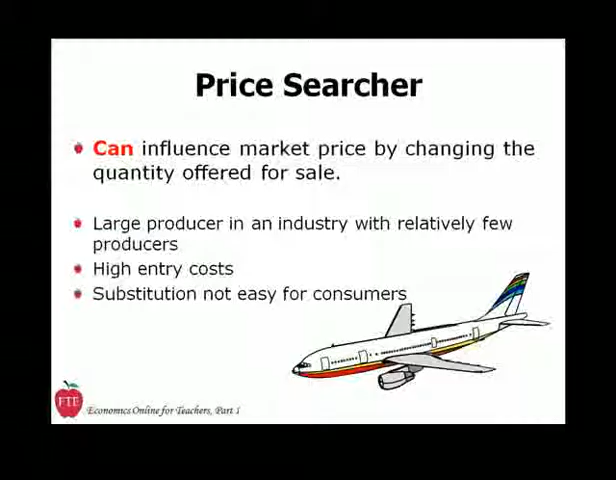 Price Searcher
Can influence market price by changing the
quantity offered for sale.
Large producer in an industry with relatively few
producers
High entry costs
Substitution not easy for consumers
FTE
Economics Online for Teachers, Part 1